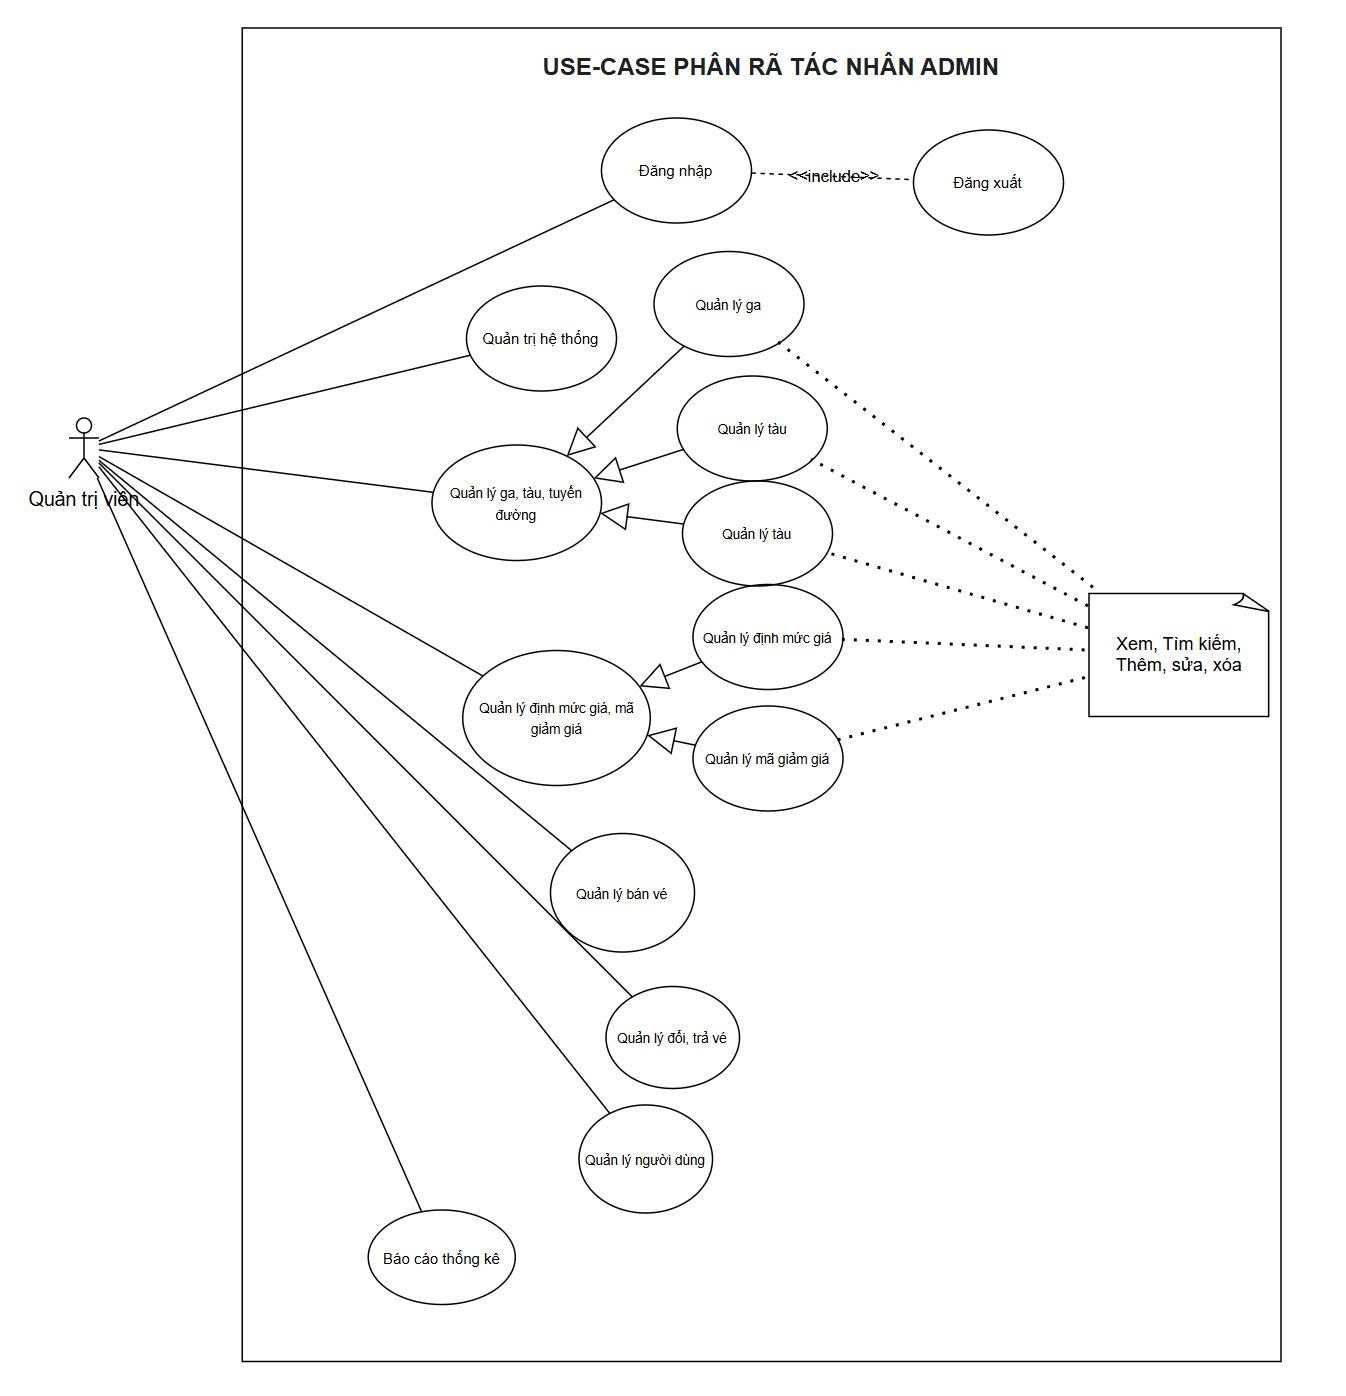 USE-CASE PHÂN RÃ TÁC NHÂN ADMIN
Đăng nhập
<<include>>
Đăng xuất
Quản lý ga
Quản trị hệ thống
Quản lý tàu
Quản trị viên
Quản lý ga, tàu, tuyến
đường
Quản lý tàu
Quản lý định mức giá
Xem, Tìm kiếm,
Thêm, sửa, xóa
Quản lý định mức giá, mã
giảm giá
Quản lý mã giảm giá
Quản lý bán vé
Quản lý đổi, trả vé
Quản lý người dùng
Báo cáo thống kê